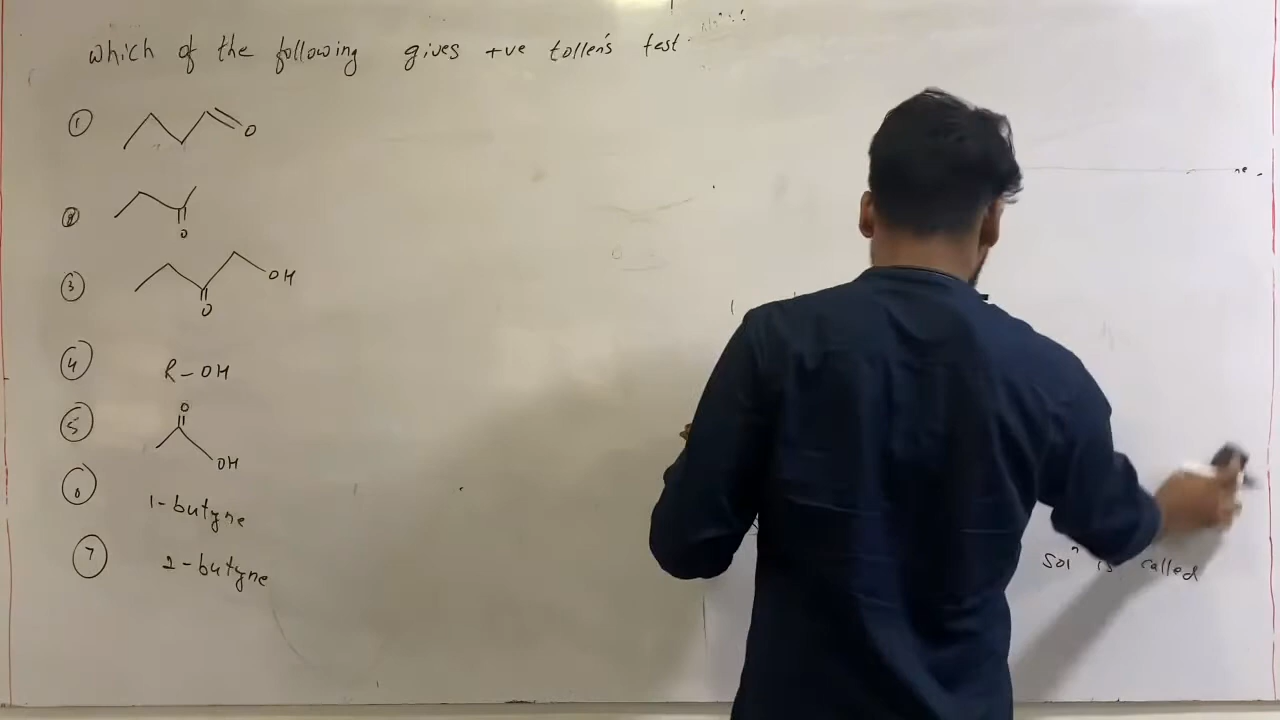 which of the following gives +ve tollen's test
1
O
2
O
3
OH
O
4 R-OH
5 O
OH
6 1-butyne
7 2-butyne
Solⁿ is called